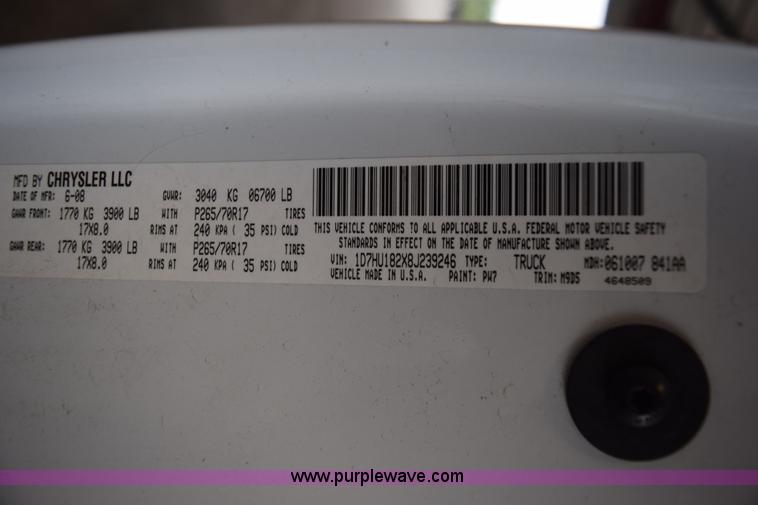 MFD BY CHRYSLER LLC
DATE OF MFR: 6-08 GVWR: 3040 KG 06700 LB
GAWR FRONT: 1770 KG 3900 LB WITH P265/70R17 TIRES
17X8.0 RIMS AT 240 KPA ( 35 PSI) COLD
GAWR REAR: 1770 KG 3900 LB WITH P265/70R17 TIRES
17X8.0 RIMS AT 240 KPA ( 35 PSI) COLD
THIS VEHICLE CONFORMS TO ALL APPLICABLE U.S.A. FEDERAL MOTOR VEHICLE SAFETY
STANDARDS IN EFFECT ON THE DATE OF MANUFACTURE SHOWN ABOVE.
VIN: 1D7HU182X8J239246 TYPE: TRUCK MDH: 061007 841AA
VEHICLE MADE IN U.S.A. PAINT: PW7 TRIM: M9D5 4648509
www.purplewave.com